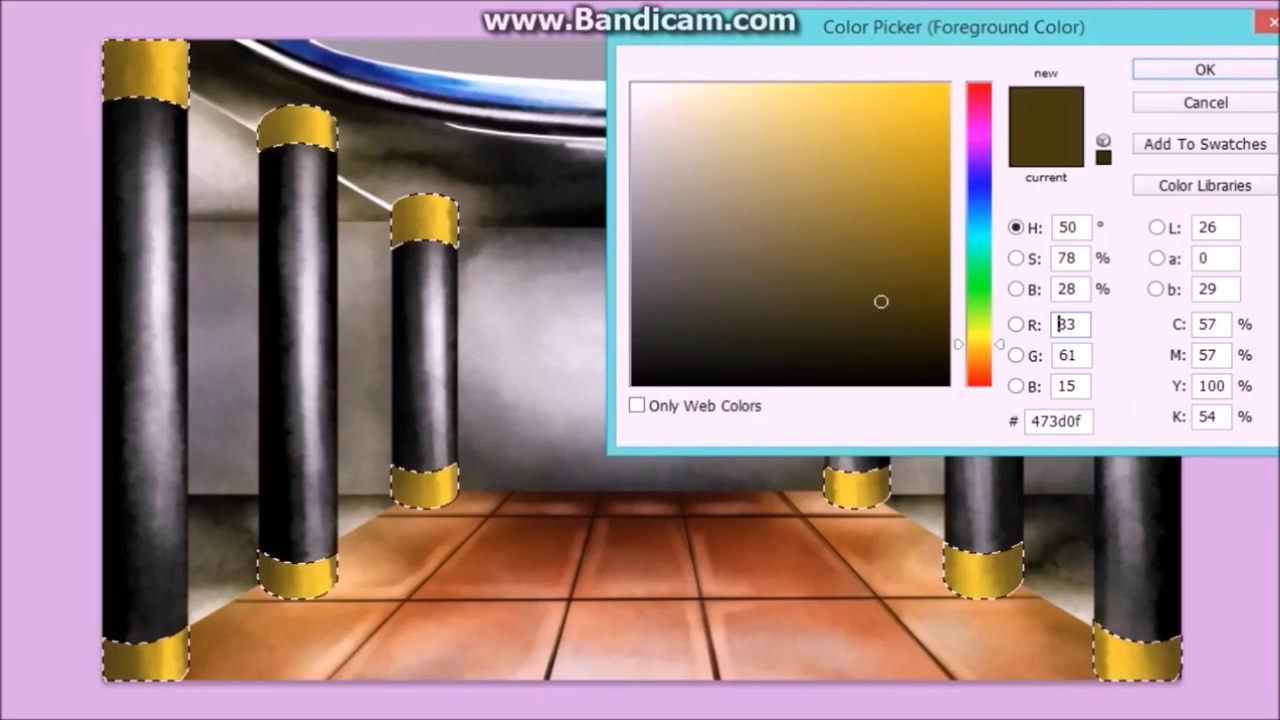 www.Bandicam.com
Color Picker (Foreground Color)
new
current
OK
Cancel
Add To Swatches
Color Libraries
H: 50 °
S: 78 %
B: 28 %
R: 33
G: 61
B: 15
# 473d0f
L: 26
a: 0
b: 29
C: 57 %
M: 57 %
Y: 100 %
K: 54 %
Only Web Colors